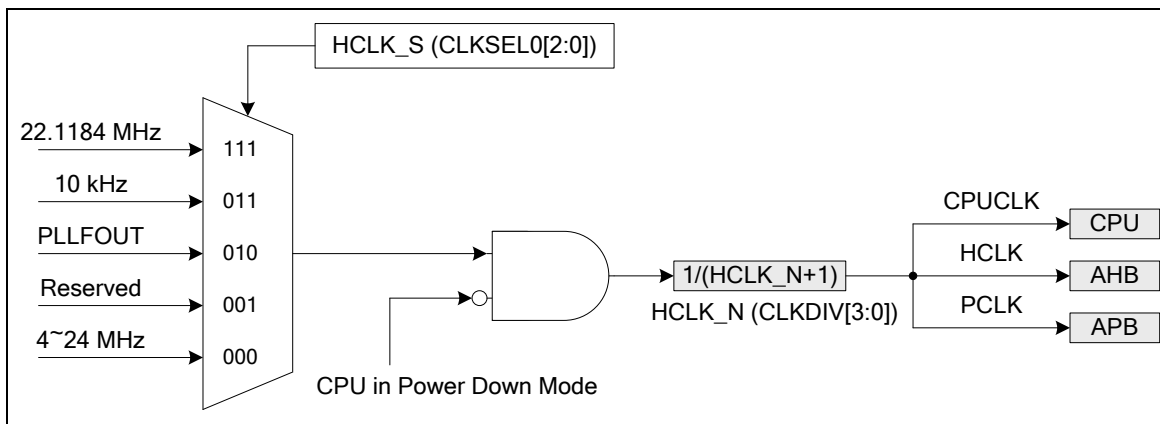 HCLK_S (CLKSEL0[2:0])
22.1184 MHz
111
10 kHz
011
PLLFOUT
010
Reserved
001
4~24 MHz
000
CPU in Power Down Mode
1/(HCLK_N+1)
HCLK_N (CLKDIV[3:0])
CPUCLK
CPU
HCLK
AHB
PCLK
APB